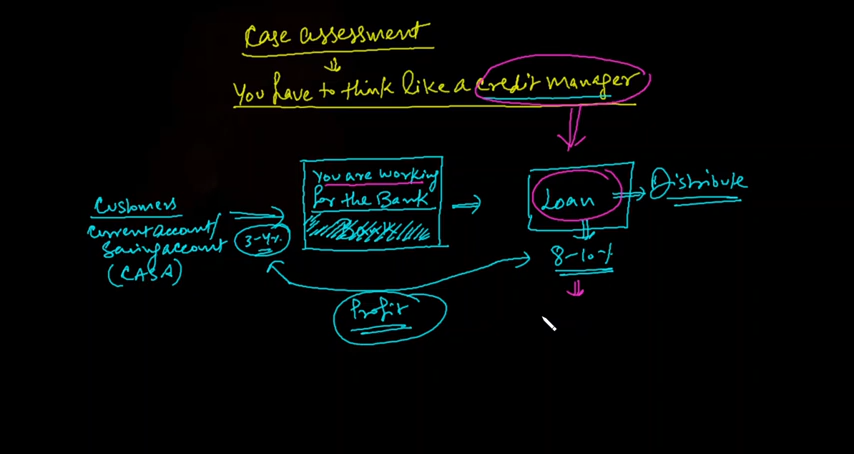 Case assessment
You have to think like a credit manager
Customers
Current account/
Saving account
(CASA)
3-4%
You are working
for the Bank
Loan
Distribute
8-10%
Profit